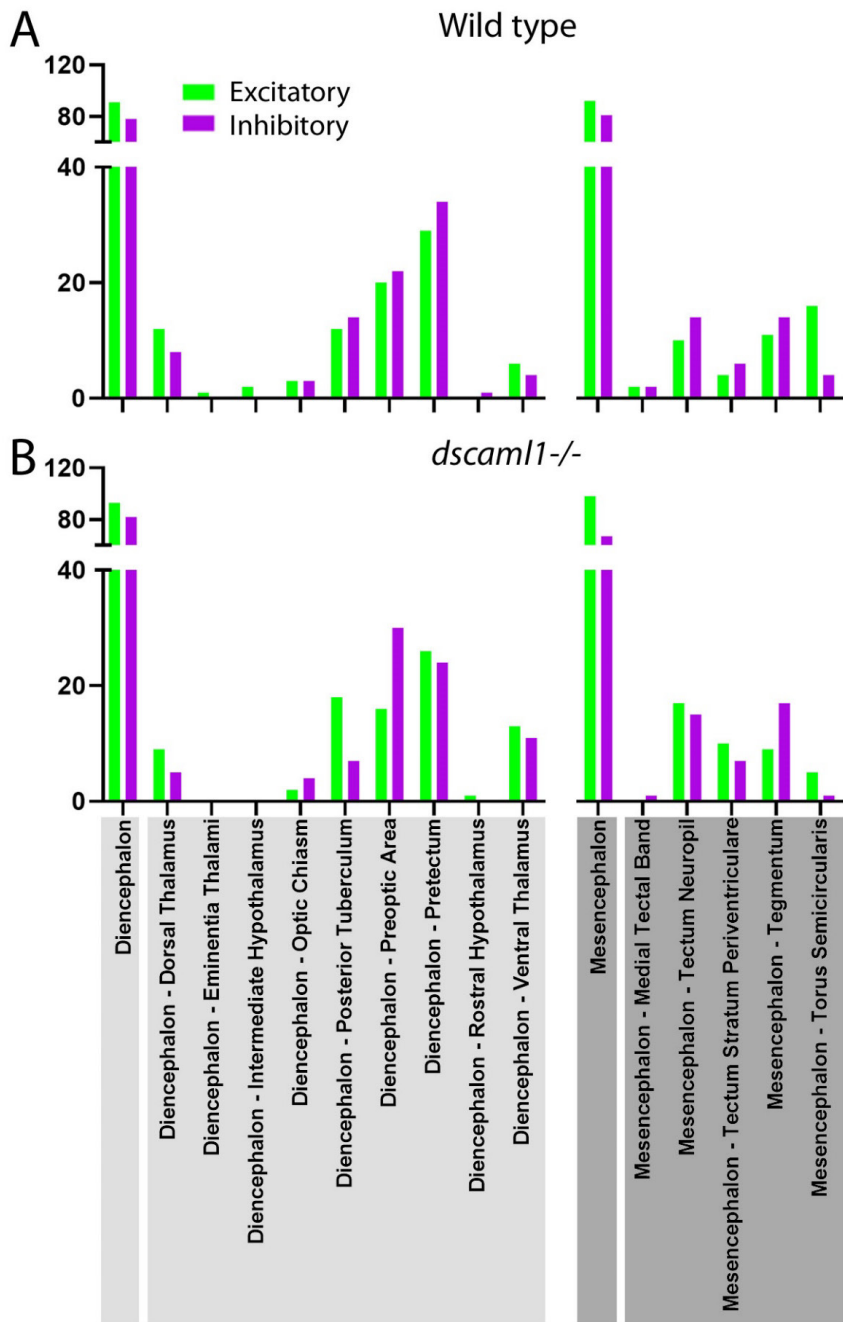 A
Wild type
120
80
40
20
0
Excitatory
Inhibitory
B
dscaml1-/-
120
80
40
20
0
Diencephalon
Diencephalon - Dorsal Thalamus
Diencephalon - Eminentia Thalami
Diencephalon - Intermediate Hypothalamus
Diencephalon - Optic Chiasm
Diencephalon - Posterior Tuberculum
Diencephalon - Preoptic Area
Diencephalon - Pretectum
Diencephalon - Rostral Hypothalamus
Diencephalon - Ventral Thalamus
Mesencephalon
Mesencephalon - Medial Tectal Band
Mesencephalon - Tectum Neuropil
Mesencephalon - Tectum Stratum Periventriculare
Mesencephalon - Tegmentum
Mesencephalon - Torus Semicircularis